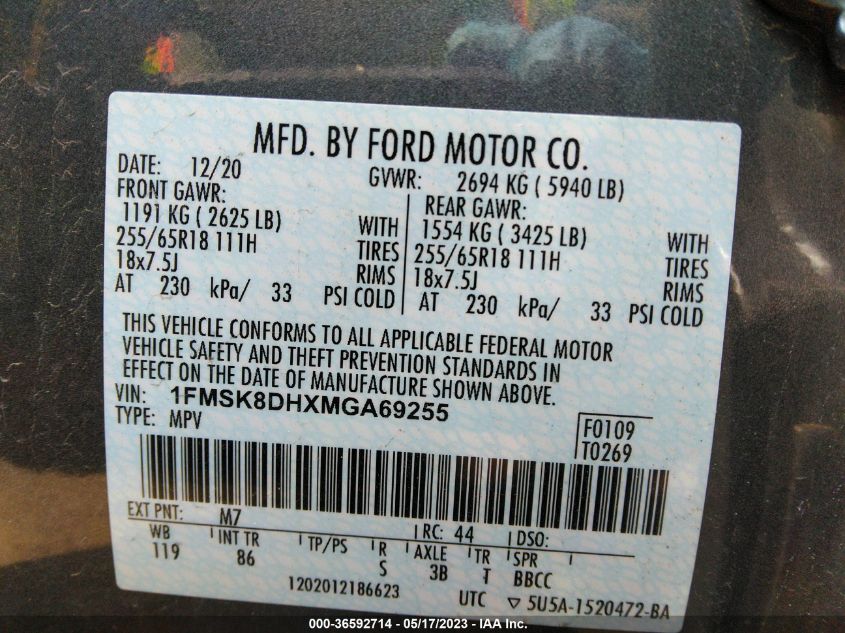 MFD. BY FORD MOTOR CO.
DATE: 12/20 GVWR: 2694 KG ( 5940 LB)
FRONT GAWR: REAR GAWR:
1191 KG ( 2625 LB) WITH 1554 KG ( 3425 LB) WITH
255/65R18 111H TIRES 255/65R18 111H TIRES
18x7.5J RIMS 18x7.5J RIMS
AT 230 kPa/ 33 PSI COLD AT 230 kPa/ 33 PSI COLD
THIS VEHICLE CONFORMS TO ALL APPLICABLE FEDERAL MOTOR
VEHICLE SAFETY AND THEFT PREVENTION STANDARDS IN
EFFECT ON THE DATE OF MANUFACTURE SHOWN ABOVE.
VIN: 1FMSK8DHXMGA69255
TYPE: MPV F0109
T0269
EXT PNT: M7 RC: 44 DSO:
WB INT TR TP/PS R AXLE TR SPR
119 86 S 3B T BBCC
1202012186623 UTC ▽ 5U5A-1520472-BA
000-36592714 - 05/17/2023 - IAA Inc.